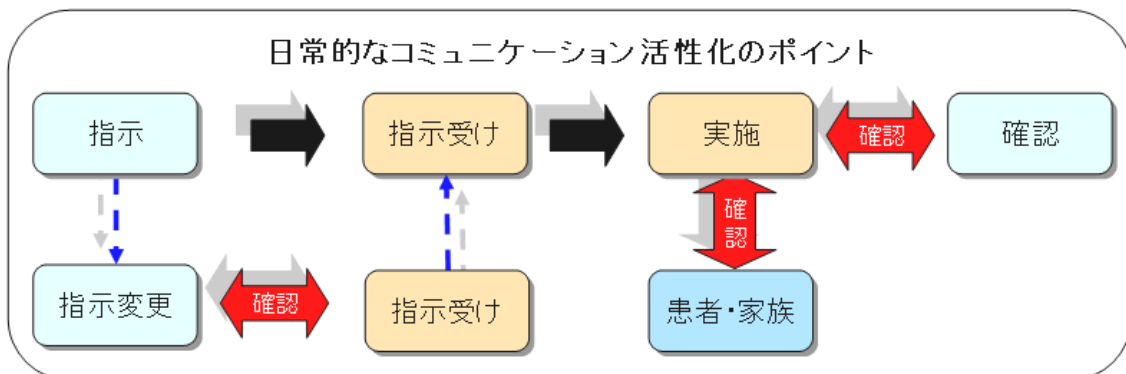 日常的なコミュニケーション活性化のポイント
指示
指示受け
実施
確認
確認
確認
指示変更
確認
指示受け
患者・家族